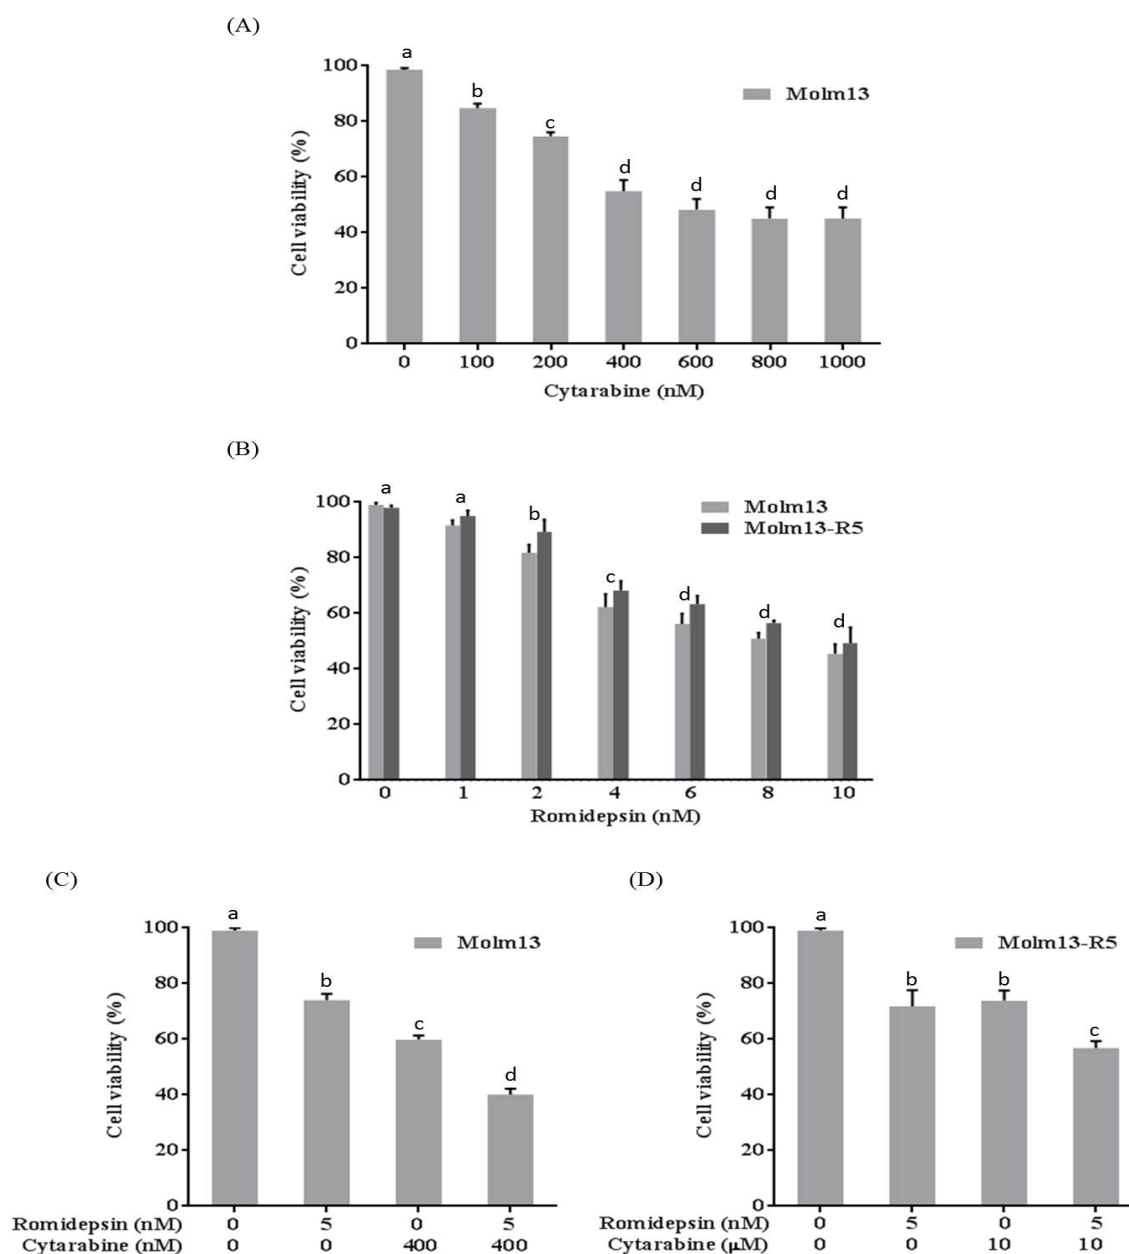 (A)
a
b
c
d
d
d
d
Molm13
100
80
60
40
20
0
Cell viability (%)
0 100 200 400 600 800 1000
Cytarabine (nM)
(B)
a
a
b
c
d
d
d
Molm13
Molm13-R5
100
80
60
40
20
0
Cell viability (%)
0 1 2 4 6 8 10
Romidepsin (nM)
(C)
a
b
c
d
Molm13
100
80
60
40
20
0
Cell viability (%)
Romidepsin (nM) 0 5 0 5
Cytarabine (nM) 0 0 400 400
(D)
a
b
b
c
Molm13-R5
100
80
60
40
20
0
Cell viability (%)
Romidepsin (nM) 0 5 0 5
Cytarabine (μM) 0 0 10 10